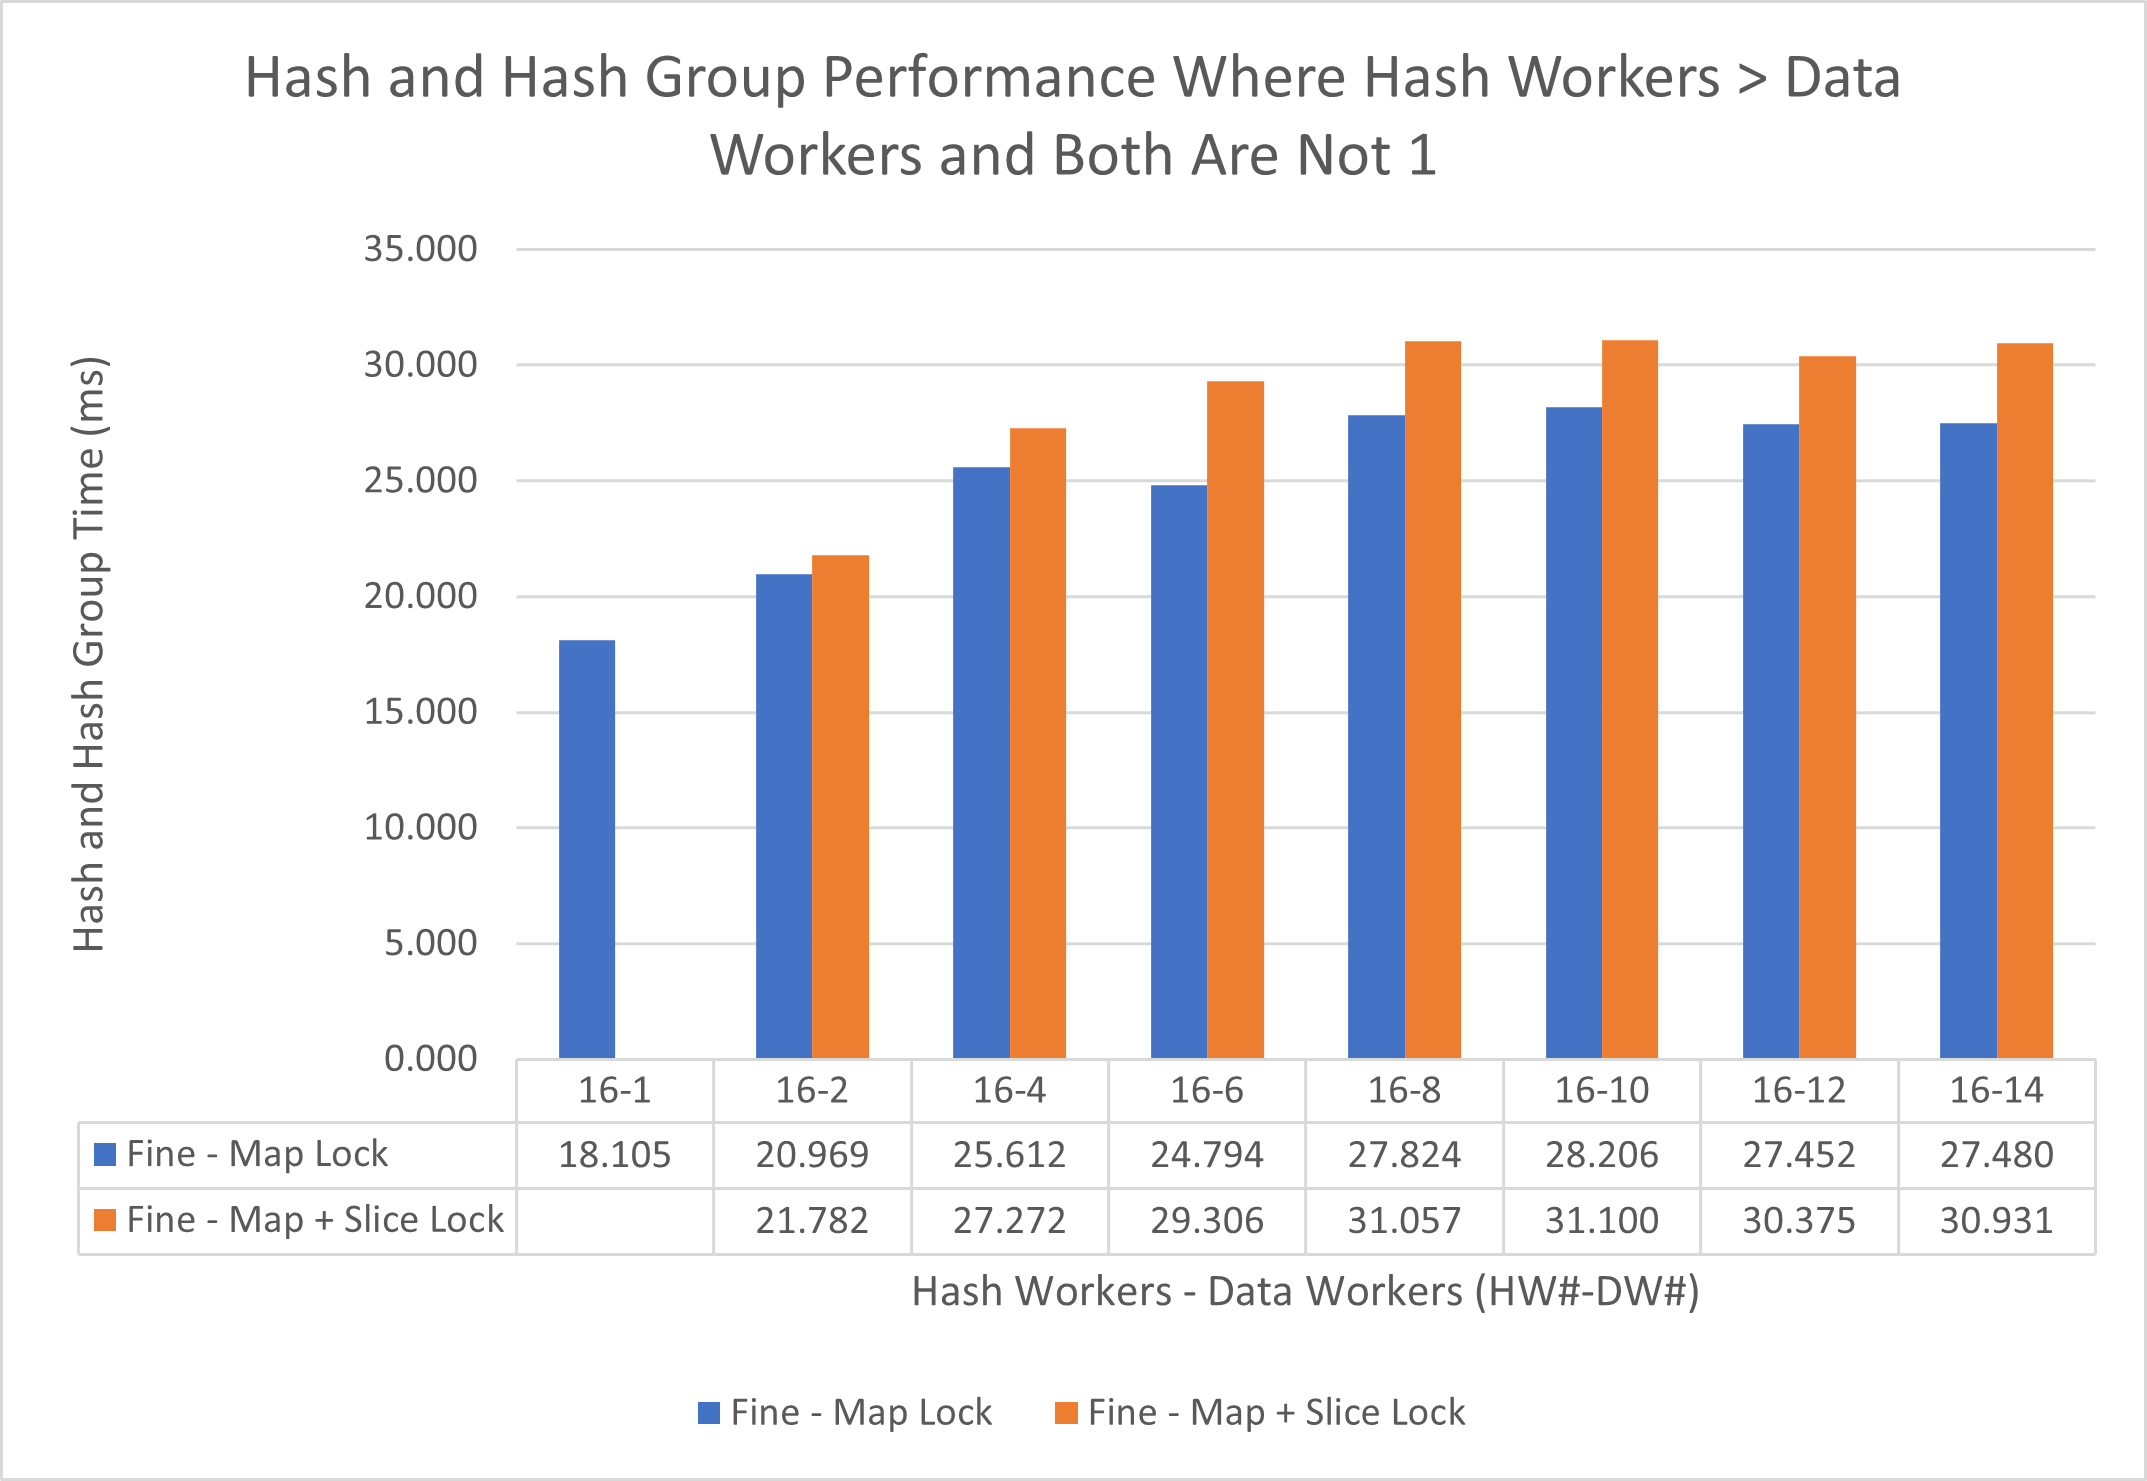 Hash and Hash Group Performance Where Hash Workers > Data
Workers and Both Are Not 1
Hash and Hash Group Time (ms)
35.000
30.000
25.000
20.000
15.000
10.000
5.000
0.000
16-1 16-2 16-4 16-6 16-8 16-10 16-12 16-14
Fine - Map Lock 18.105 20.969 25.612 24.794 27.824 28.206 27.452 27.480
Fine - Map + Slice Lock 21.782 27.272 29.306 31.057 31.100 30.375 30.931
Hash Workers - Data Workers (HW#-DW#)
Fine - Map Lock Fine - Map + Slice Lock